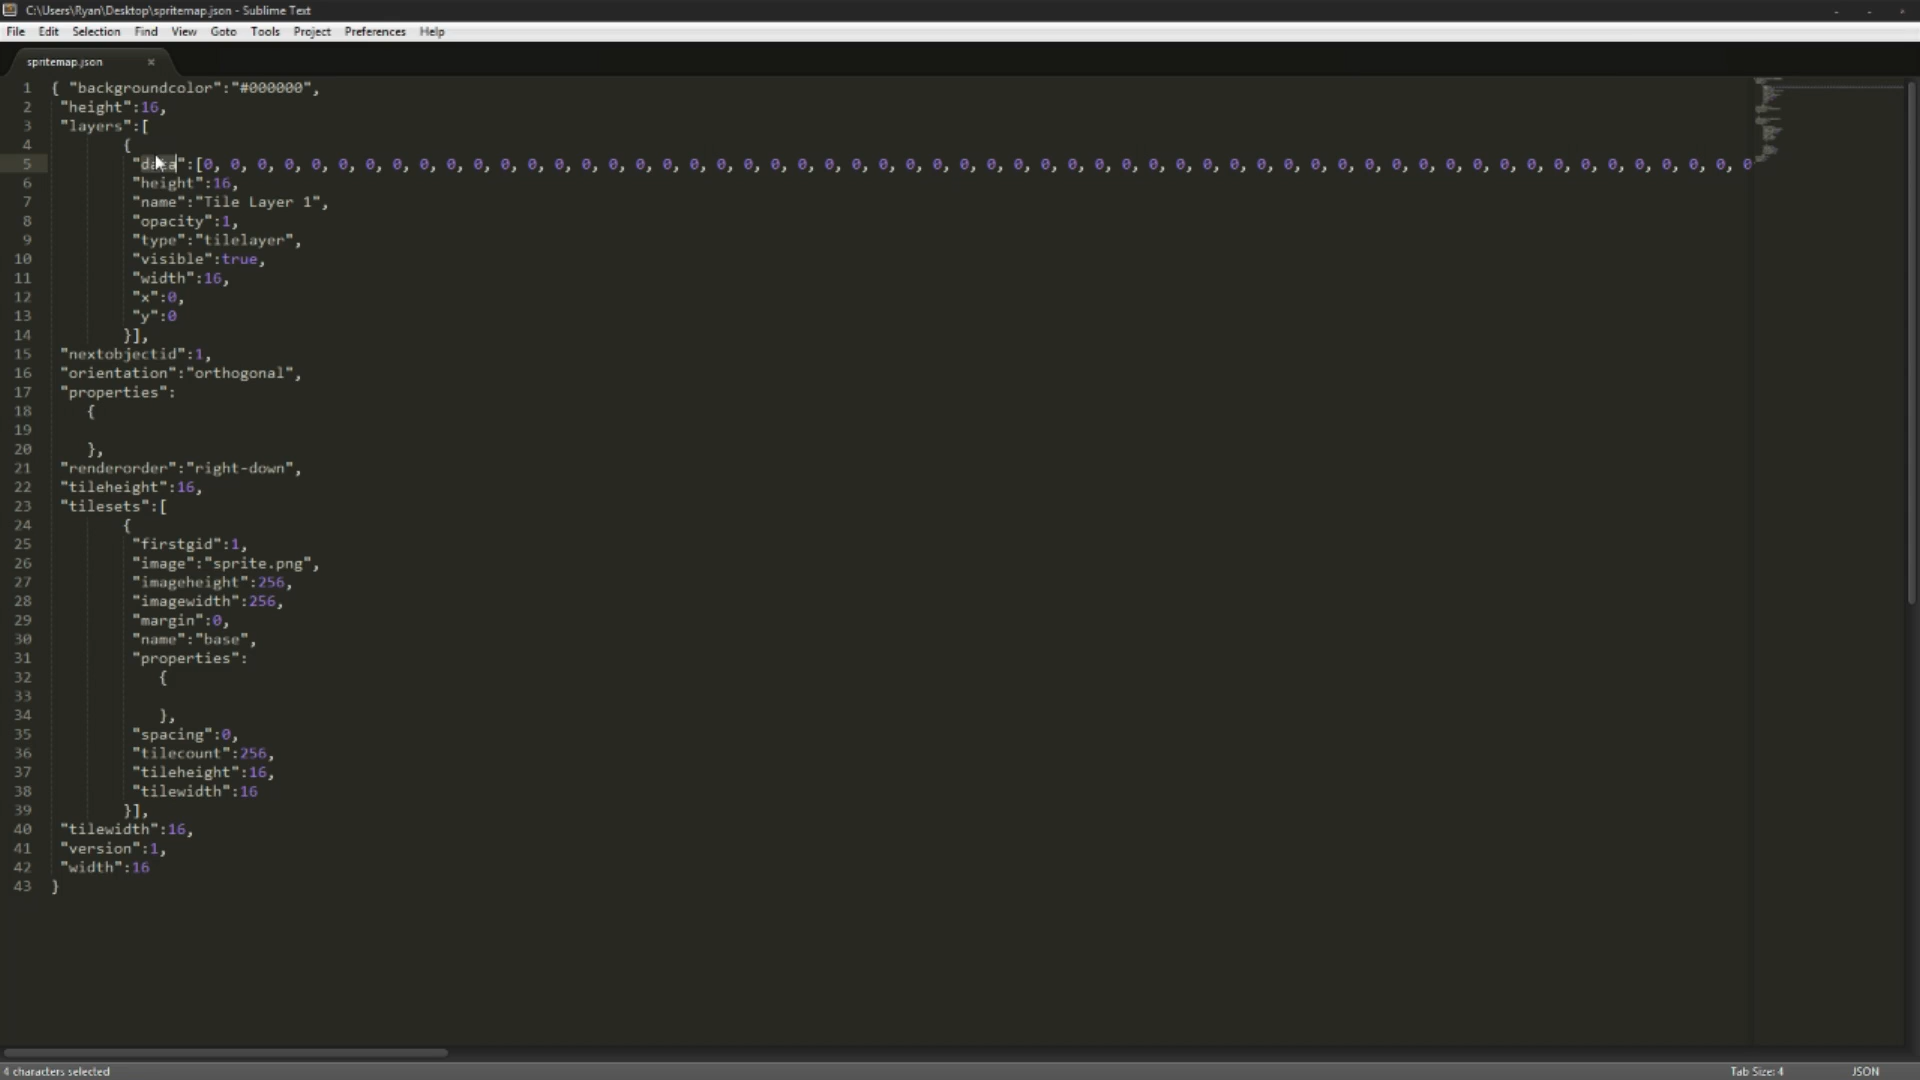 C:\Users\Ryan\Desktop\spritemap.json - Sublime Text
File Edit Selection Find View Goto Tools Project Preferences Help
spritemap.json ×
1 { "backgroundcolor":"#000000",
2 "height":16,
3 "layers":[
4 {
5 "data":[0, 0, 0, 0, 0, 0, 0, 0, 0, 0, 0, 0, 0, 0, 0, 0, 0, 0, 0, 0, 0, 0, 0, 0, 0, 0, 0, 0, 0, 0, 0, 0, 0, 0, 0, 0, 0, 0, 0, 0, 0, 0, 0, 0, 0, 0, 0, 0, 0, 0, 0, 0, 0, 0, 0, 0, 0, 0
6 "height":16,
7 "name":"Tile Layer 1",
8 "opacity":1,
9 "type":"tilelayer",
10 "visible":true,
11 "width":16,
12 "x":0,
13 "y":0
14 }],
15 "nextobjectid":1,
16 "orientation":"orthogonal",
17 "properties":
18 {
19
20 },
21 "renderorder":"right-down",
22 "tileheight":16,
23 "tilesets":[
24 {
25 "firstgid":1,
26 "image":"sprite.png",
27 "imageheight":256,
28 "imagewidth":256,
29 "margin":0,
30 "name":"base",
31 "properties":
32 {
33
34 },
35 "spacing":0,
36 "tilecount":256,
37 "tileheight":16,
38 "tilewidth":16
39 }],
40 "tilewidth":16,
41 "version":1,
42 "width":16
43 }
4 characters selected
Tab Size: 4 JSON